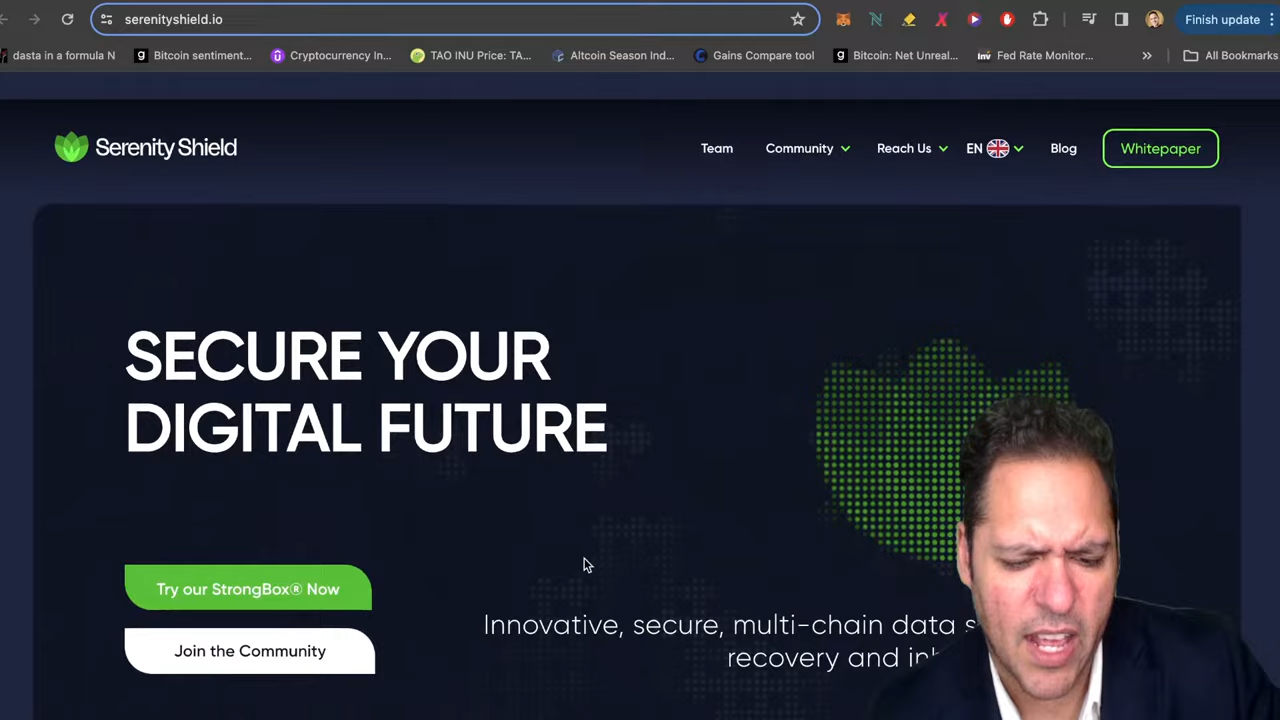 serenityshield.io
Finish update
dasta in a formula N
Bitcoin sentiment...
Cryptocurrency In...
TAO INU Price: TA...
Altcoin Season Ind...
Gains Compare tool
Bitcoin: Net Unreal...
Fed Rate Monitor...
All Bookmarks
Serenity Shield
Team
Community
Reach Us
EN
Blog
Whitepaper
SECURE YOUR
DIGITAL FUTURE
Try our StrongBox® Now
Join the Community
Innovative, secure, multi-chain data
recovery and